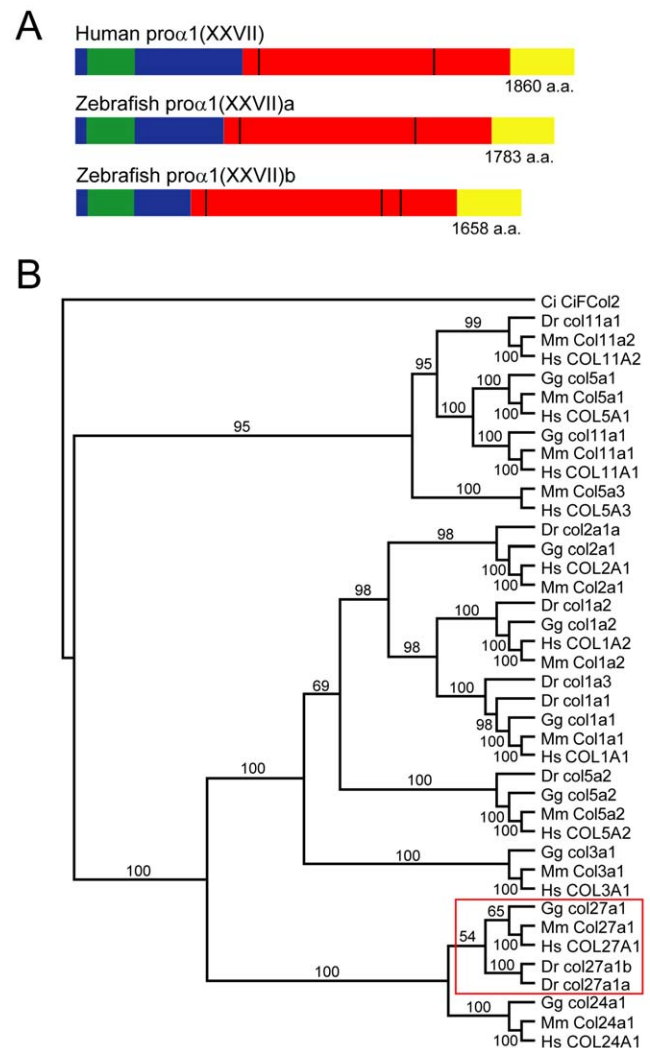 A
Human proα1(XXVII)
1860 a.a.
Zebrafish proα1(XXVII)a
1783 a.a.
Zebrafish proα1(XXVII)b
1658 a.a.
B
Ci CiFCol2
Dr col11a1
99
Mm Col11a2
100
Hs COL11A2
95
Gg col5a1
100
Mm Col5a1
100
Hs COL5A1
100
Gg col11a1
100
Mm Col11a1
100
Hs COL11A1
95
Mm Col5a3
100
Hs COL5A3
Dr col2a1a
98
Gg col2a1
Hs COL2A1
100
Mm Col2a1
100
98
Dr col1a2
100
Gg col1a2
Hs COL1A2
100
Mm Col1a2
100
98
Dr col1a3
100
Dr col1a1
69
Gg col1a1
98
Mm Col1a1
100
Hs COL1A1
100
Dr col5a2
100
Gg col5a2
Mm Col5a2
100
Hs COL5A2
100
100
Gg col3a1
100
Mm Col3a1
Hs COL3A1
100
100
Gg col27a1
65
Mm Col27a1
54
Hs COL27A1
100
Dr col27a1b
100
Dr col27a1a
100
Gg col24a1
100
Mm Col24a1
Hs COL24A1
100